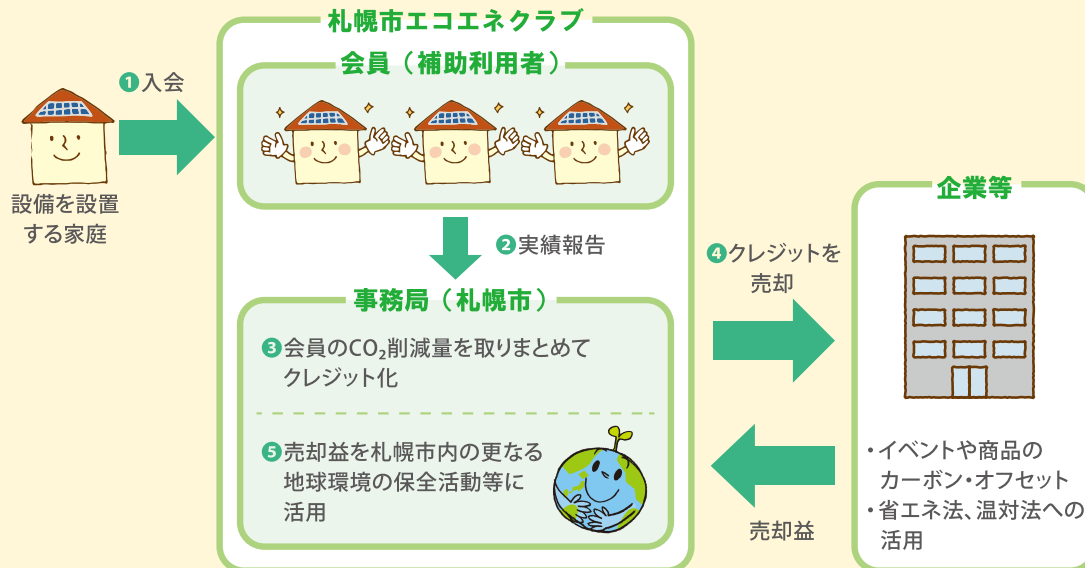 札幌市エコエネクラブ
会員（補助利用者）
❶入会
設備を設置
する家庭
❷実績報告
事務局（札幌市）
❸会員のCO₂削減量を取りまとめて
クレジット化
❺売却益を札幌市内の更なる
地球環境の保全活動等に
活用
❹クレジットを
売却
売却益
企業等
・イベントや商品の
カーボン・オフセット
・省エネ法、温対法への
活用